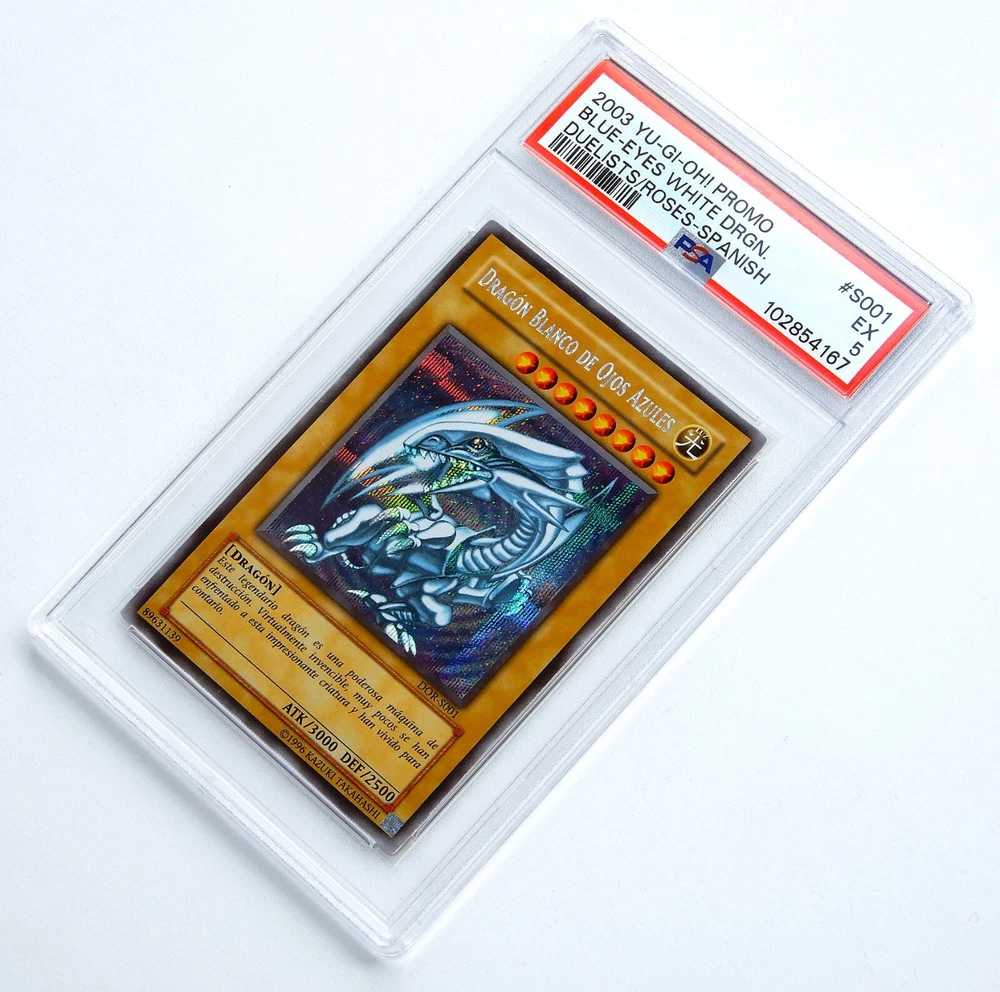 2003 YU-GI-OH! PROMO
#S001
BLUE-EYES WHITE DRGN.
EX
DUELISTS/ROSES-SPANISH
5
PSA
102854167
DRAGÓN BLANCO DE OJOS AZULES
光
DOR-S001
[DRAGÓN]
Este legendario dragón es una poderosa máquina de
destrucción. Virtualmente invencible, muy pocos se han
enfrentado a esta impresionante criatura y han vivido para
contarlo.
ATK/3000 DEF/2500
89631139
©1996 KAZUKI TAKAHASHI